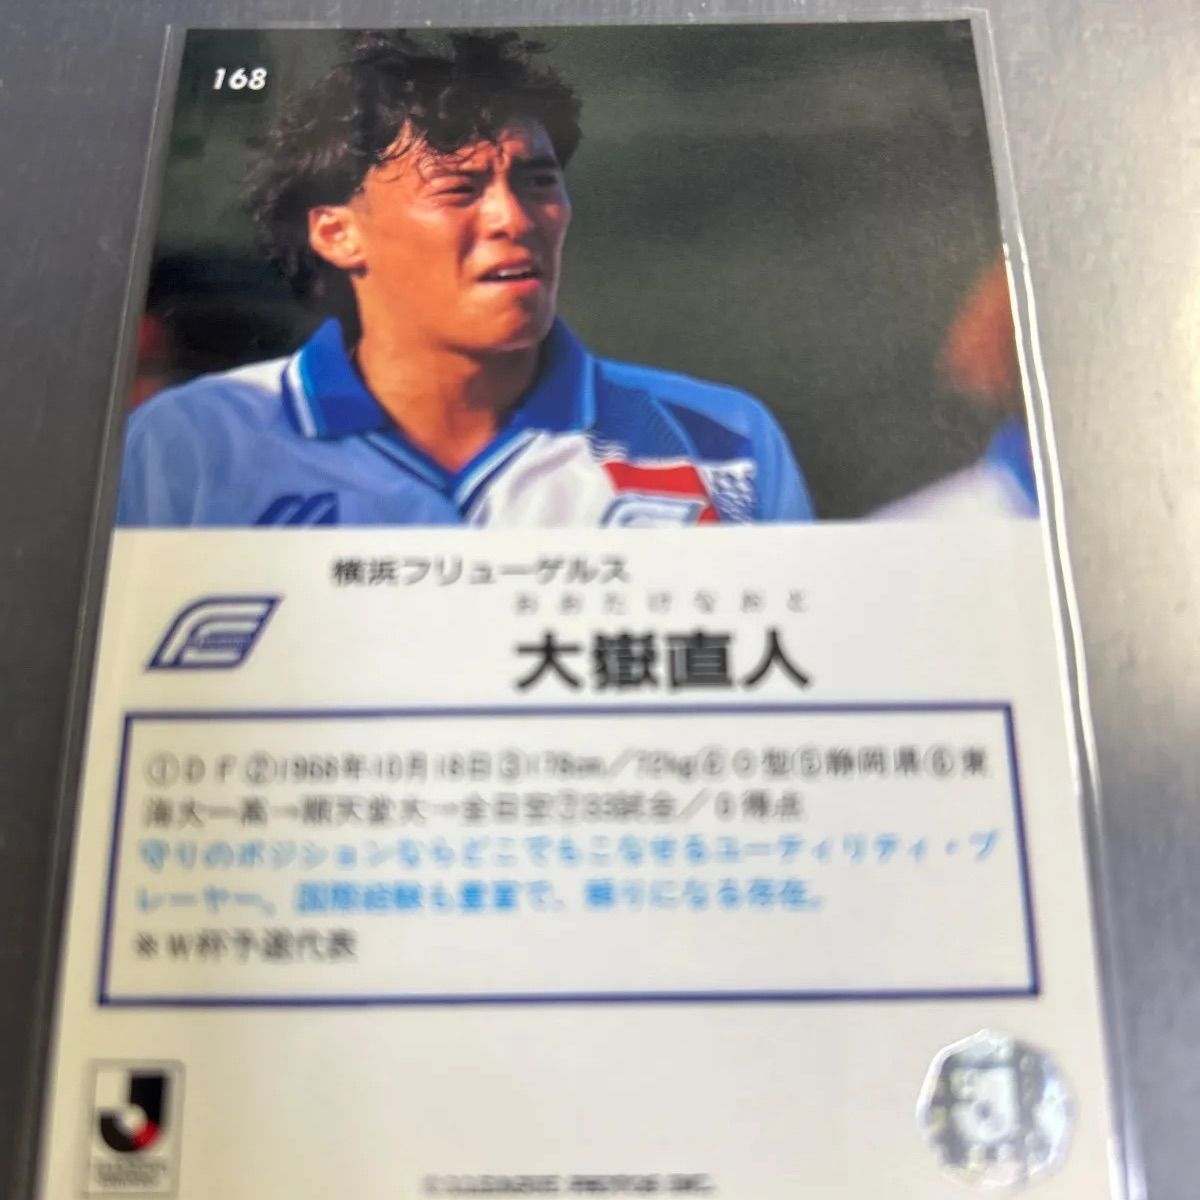 168
横浜フリューゲルス
おおたけなおと
大嶽直人
①DF②1968年10月18日③178cm/72kg④O型⑤静岡県⑥東
海大一高→順天堂大→全日空⑦33試合/0得点
守りのポジションならどこでもこなせるユーティリティ・プ
レーヤー。国際経験も豊富で、頼りになる存在。
※W杯予選代表